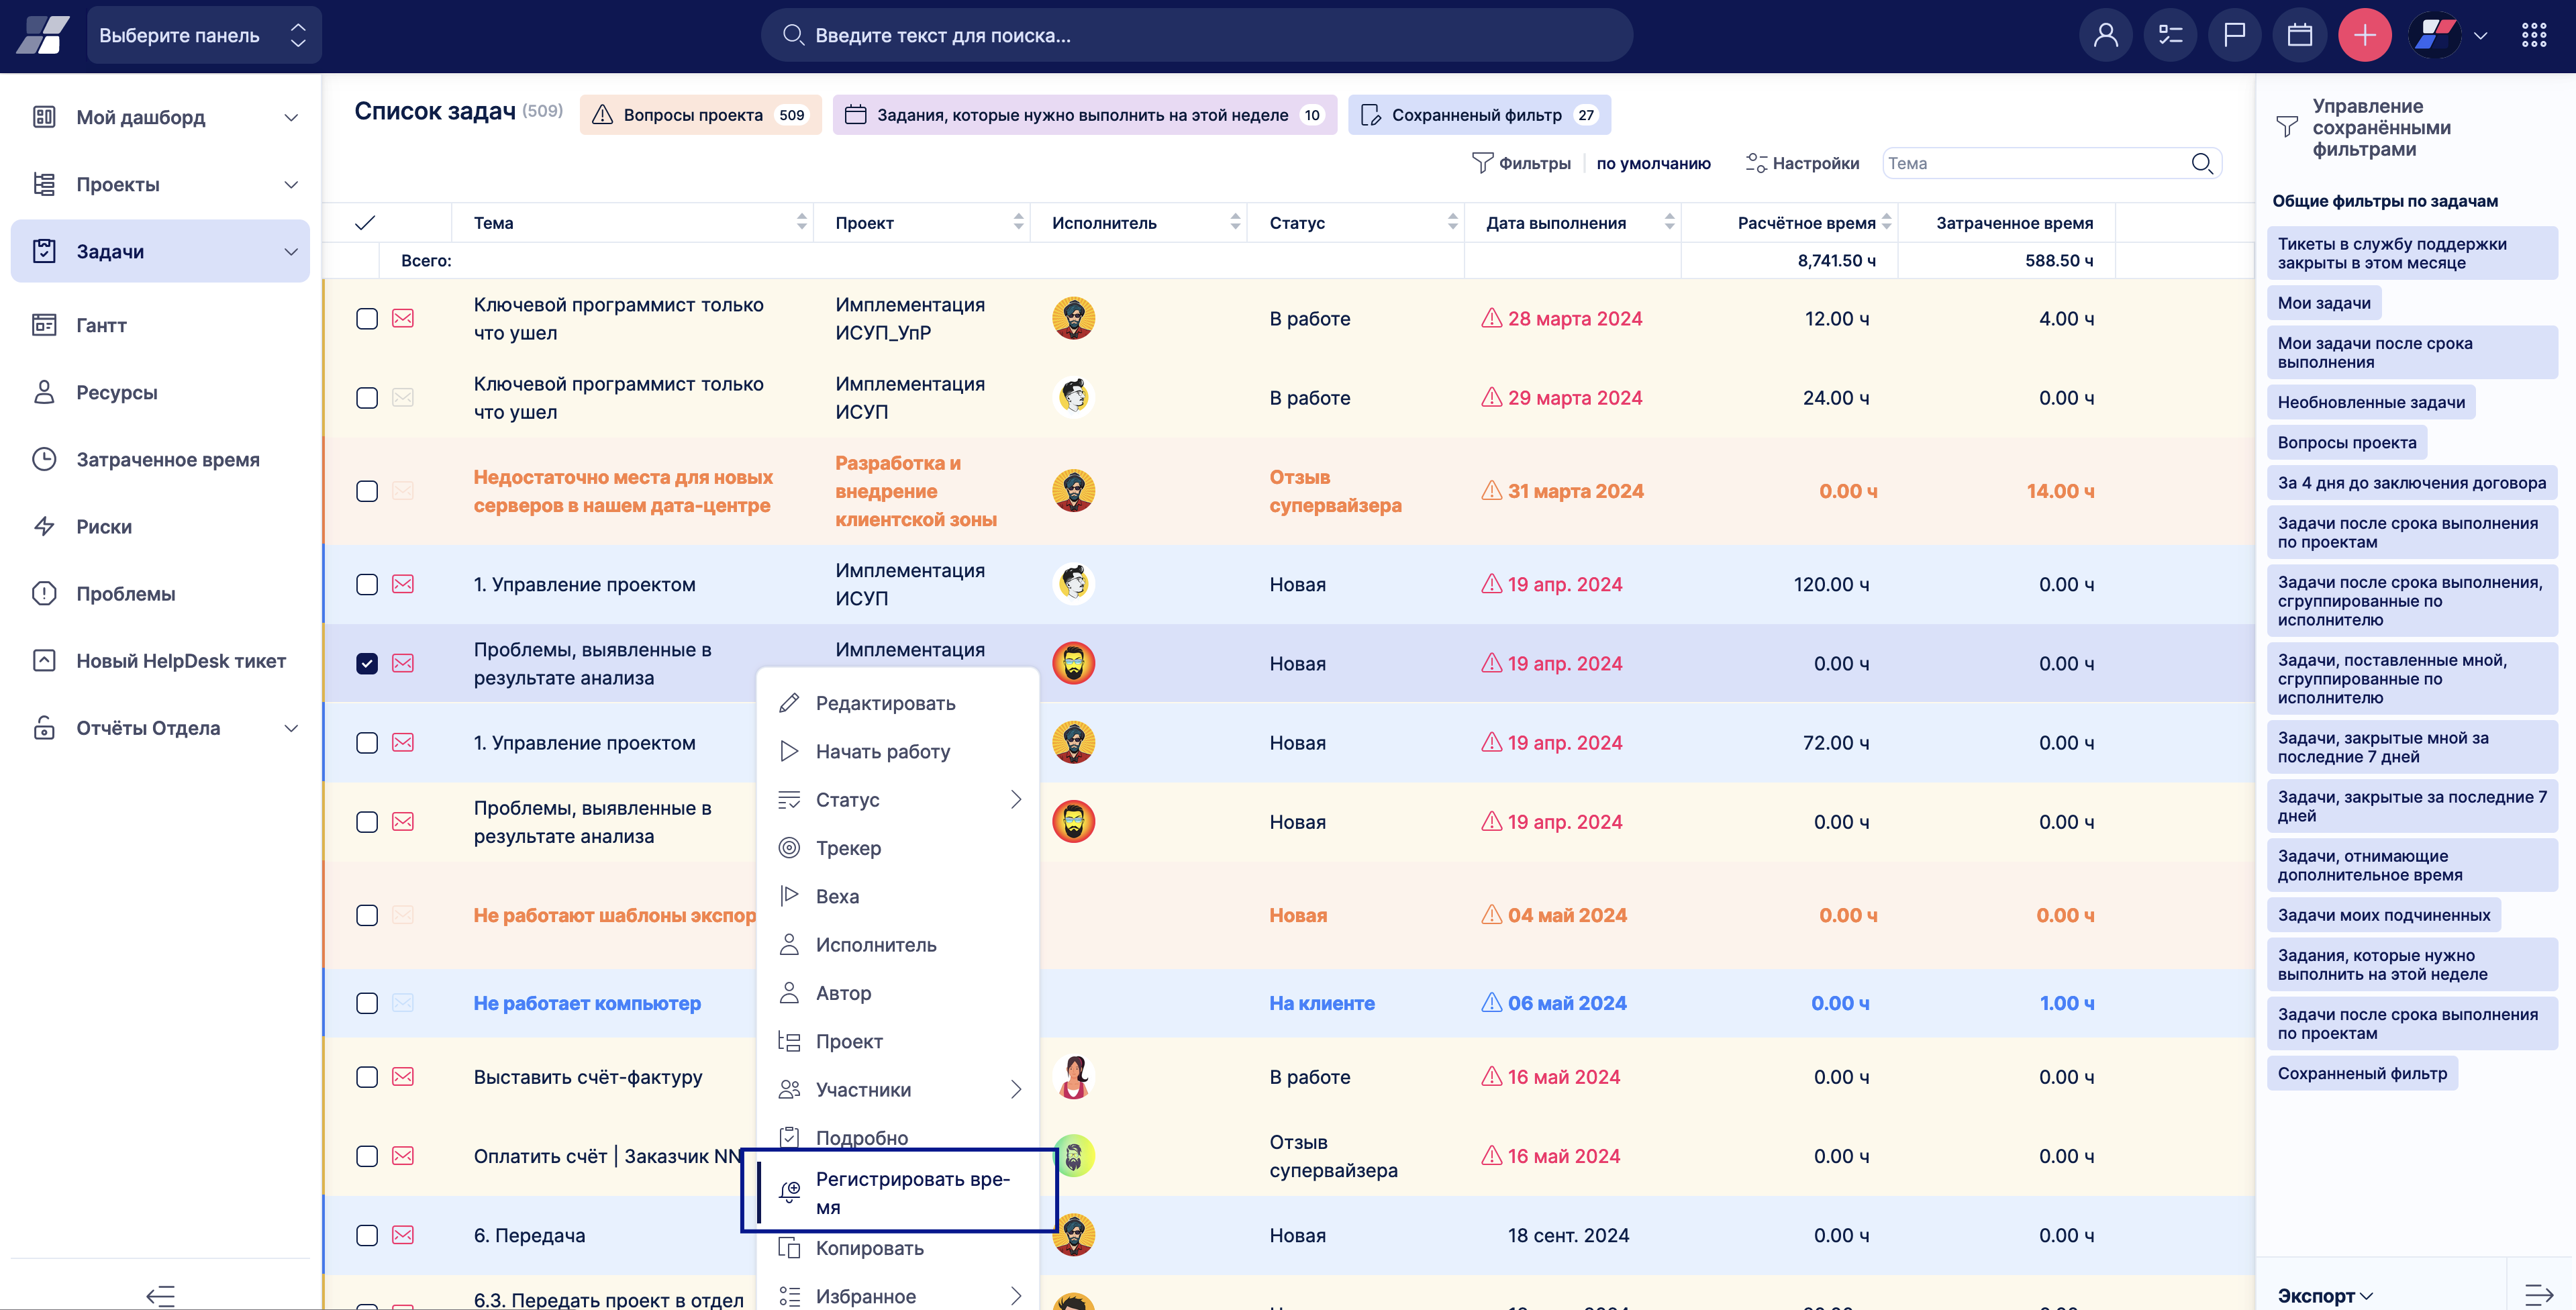 Выберите панель
Введите текст для поиска...
Мой дашборд
Проекты
Задачи
Гантт
Ресурсы
Затраченное время
Риски
Проблемы
Новый HelpDesk тикет
Отчёты Отдела
Список задач (509)
Вопросы проекта 509
Задания, которые нужно выполнить на этой неделе 10
Сохранненый фильтр 27
Фильтры
по умолчанию
Настройки
Тема
Тема
Проект
Исполнитель
Статус
Дата выполнения
Расчётное время
Затраченное время
Всего:
8,741.50 ч
588.50 ч
Ключевой программист только
что ушел
Имплементация
ИСУП_УпР
В работе
28 марта 2024
12.00 ч
4.00 ч
Ключевой программист только
что ушел
Имплементация
ИСУП
В работе
29 марта 2024
24.00 ч
0.00 ч
Недостаточно места для новых
серверов в нашем дата-центре
Разработка и
внедрение
клиентской зоны
Отзыв
супервайзера
31 марта 2024
0.00 ч
14.00 ч
1. Управление проектом
Имплементация
ИСУП
Новая
19 апр. 2024
120.00 ч
0.00 ч
Проблемы, выявленные в
результате анализа
Имплементация
Новая
19 апр. 2024
0.00 ч
0.00 ч
1. Управление проектом
Новая
19 апр. 2024
72.00 ч
0.00 ч
Проблемы, выявленные в
результате анализа
Новая
19 апр. 2024
0.00 ч
0.00 ч
Не работают шаблоны экспор
Новая
04 май 2024
0.00 ч
0.00 ч
Не работает компьютер
На клиенте
06 май 2024
0.00 ч
1.00 ч
Выставить счёт-фактуру
В работе
16 май 2024
0.00 ч
0.00 ч
Оплатить счёт | Заказчик NN
Отзыв
супервайзера
16 май 2024
0.00 ч
0.00 ч
6. Передача
Новая
18 сент. 2024
0.00 ч
0.00 ч
6.3. Передать проект в отдел
Редактировать
Начать работу
Статус
Трекер
Веха
Исполнитель
Автор
Проект
Участники
Подробно
Регистрировать вре-
мя
Копировать
Избранное
Управление
сохранёнными
фильтрами
Общие фильтры по задачам
Тикеты в службу поддержки
закрыты в этом месяце
Мои задачи
Мои задачи после срока
выполнения
Необновленные задачи
Вопросы проекта
За 4 дня до заключения договора
Задачи после срока выполнения
по проектам
Задачи после срока выполнения,
сгруппированные по
исполнителю
Задачи, поставленные мной,
сгруппированные по
исполнителю
Задачи, закрытые мной за
последние 7 дней
Задачи, закрытые за последние 7
дней
Задачи, отнимающие
дополнительное время
Задачи моих подчиненных
Задания, которые нужно
выполнить на этой неделе
Задачи после срока выполнения
по проектам
Сохранненый фильтр
Экспорт